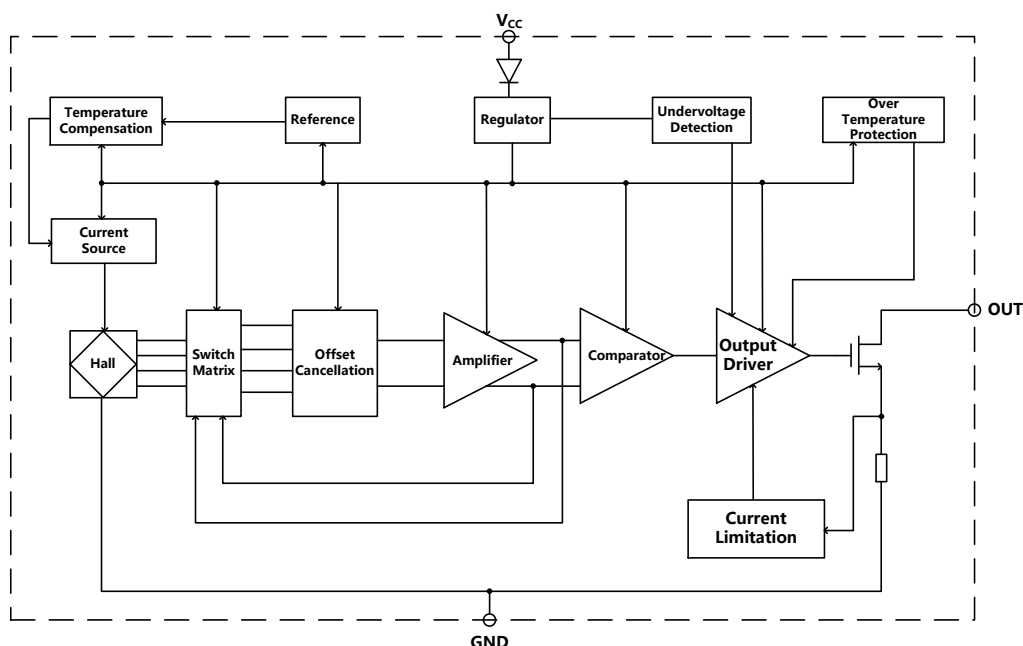 VCC
Temperature
Compensation
Reference
Regulator
Undervoltage
Detection
Over
Temperature
Protection
Current
Source
Hall
Switch
Matrix
Offset
Cancellation
Amplifier
Comparator
Output
Driver
OUT
Current
Limitation
GND